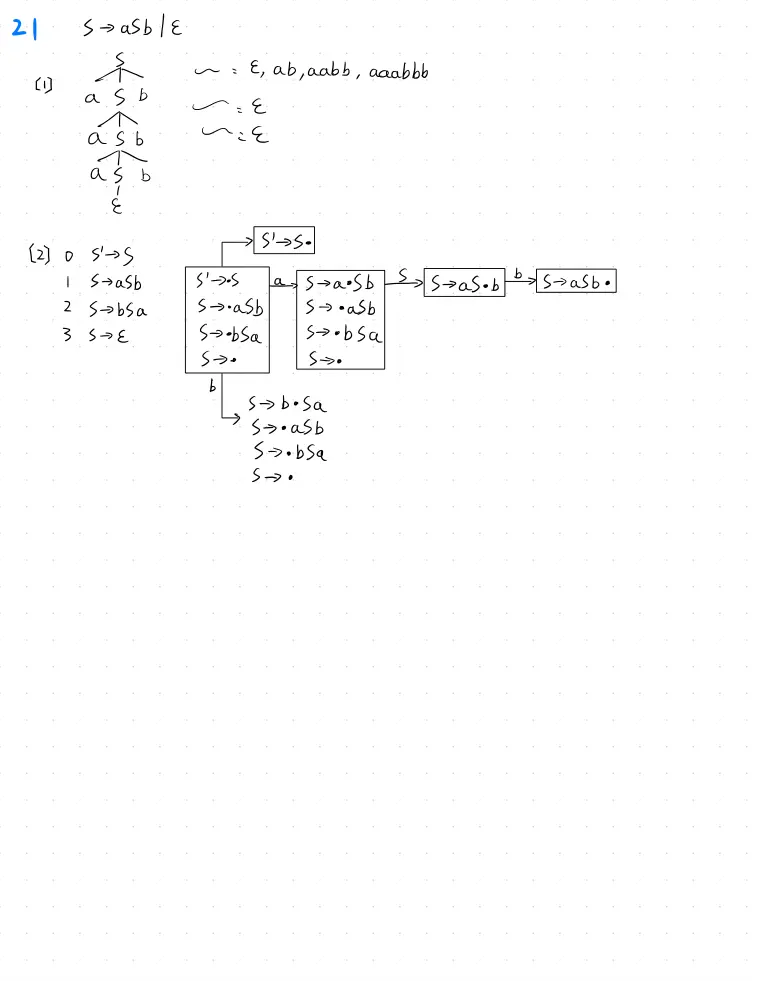 21 S→aSb | ε
[1]
S
a S b
a S b
a S b
ε
~ : ε, ab, aabb, aaabbb
~ : ε
~ : ε
[2] 0 S'→S
1 S→aSb
2 S→bSa
3 S→ε
S'→S•
S'→•S
S→•aSb
S→•bSa
S→•
a
S→a•Sb
S→•aSb
S→•bSa
S→•
S
S→aS•b
b
S→aSb•
b
S→b•Sa
S→•aSb
S→•bSa
S→•